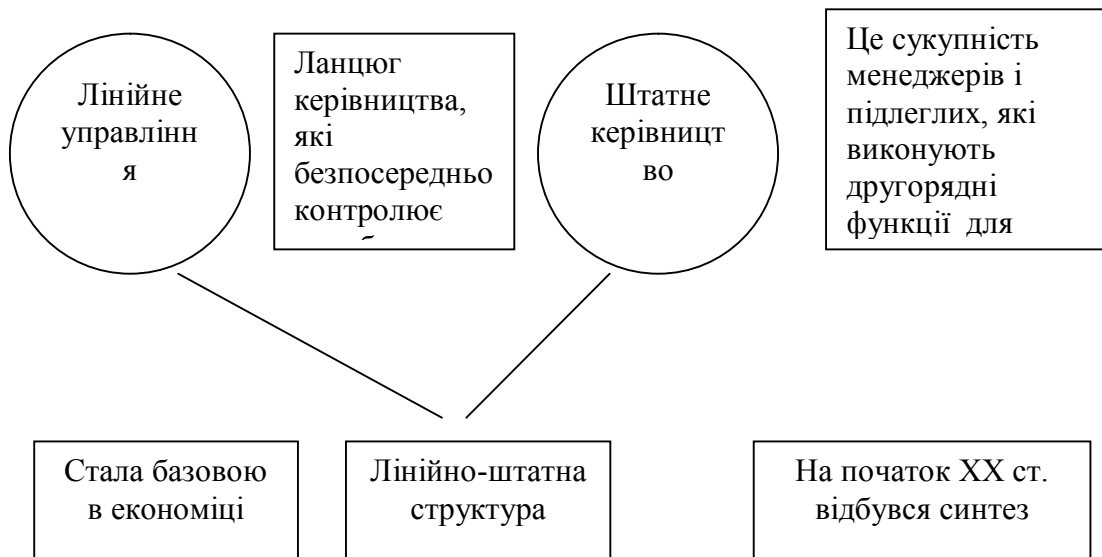 Лінійне
управлінн
я
Ланцюг
керівництва,
які
безпосередньо
контролює
Штатне
керівницт
во
Це сукупність
менеджерів і
підлеглих, які
виконують
другорядні
функції для
Стала базовою
в економіці
Лінійно-штатна
структура
На початок ХХ ст.
відбувся синтез